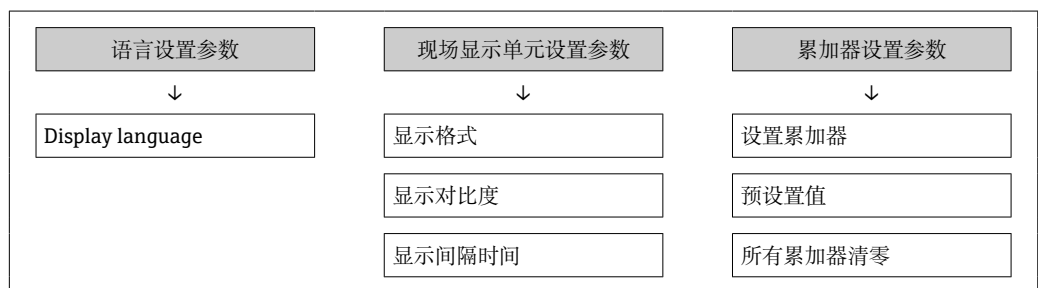 语言设置参数
现场显示单元设置参数
累加器设置参数
↓
↓
↓
Display language
显示格式
设置累加器
显示对比度
预设置值
显示间隔时间
所有累加器清零